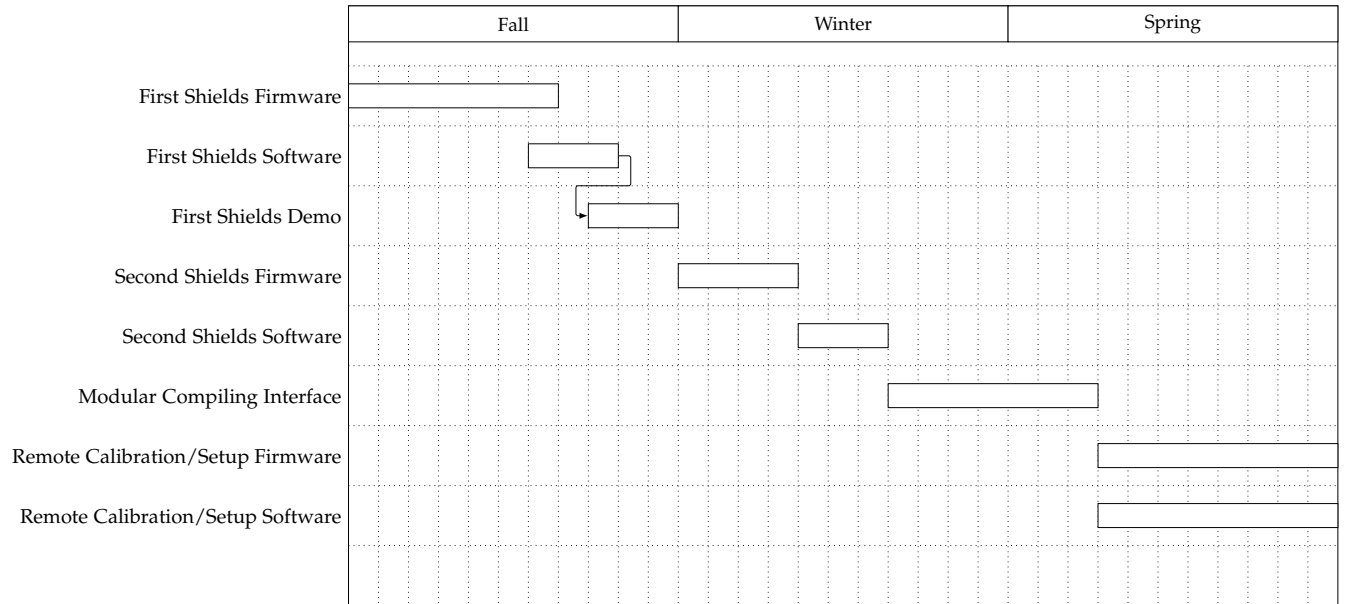 Fall Winter Spring
First Shields Firmware
First Shields Software
First Shields Demo
Second Shields Firmware
Second Shields Software
Modular Compiling Interface
Remote Calibration/Setup Firmware
Remote Calibration/Setup Software